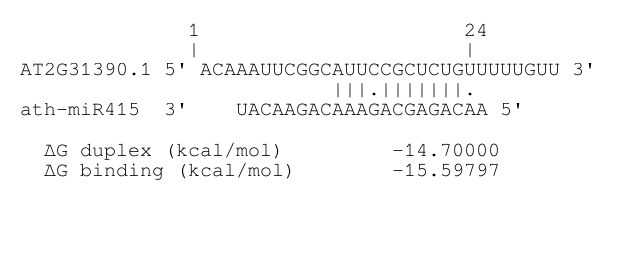 1 24
| |
AT2G31390.1 5' ACAAAUUCGGCAUUCCGCUCUGUUUUUGUU 3'
|||.|||||||.
ath-miR415 3' UACAAGACAAAGACGAGACAA 5'
ΔG duplex (kcal/mol) -14.70000
ΔG binding (kcal/mol) -15.59797